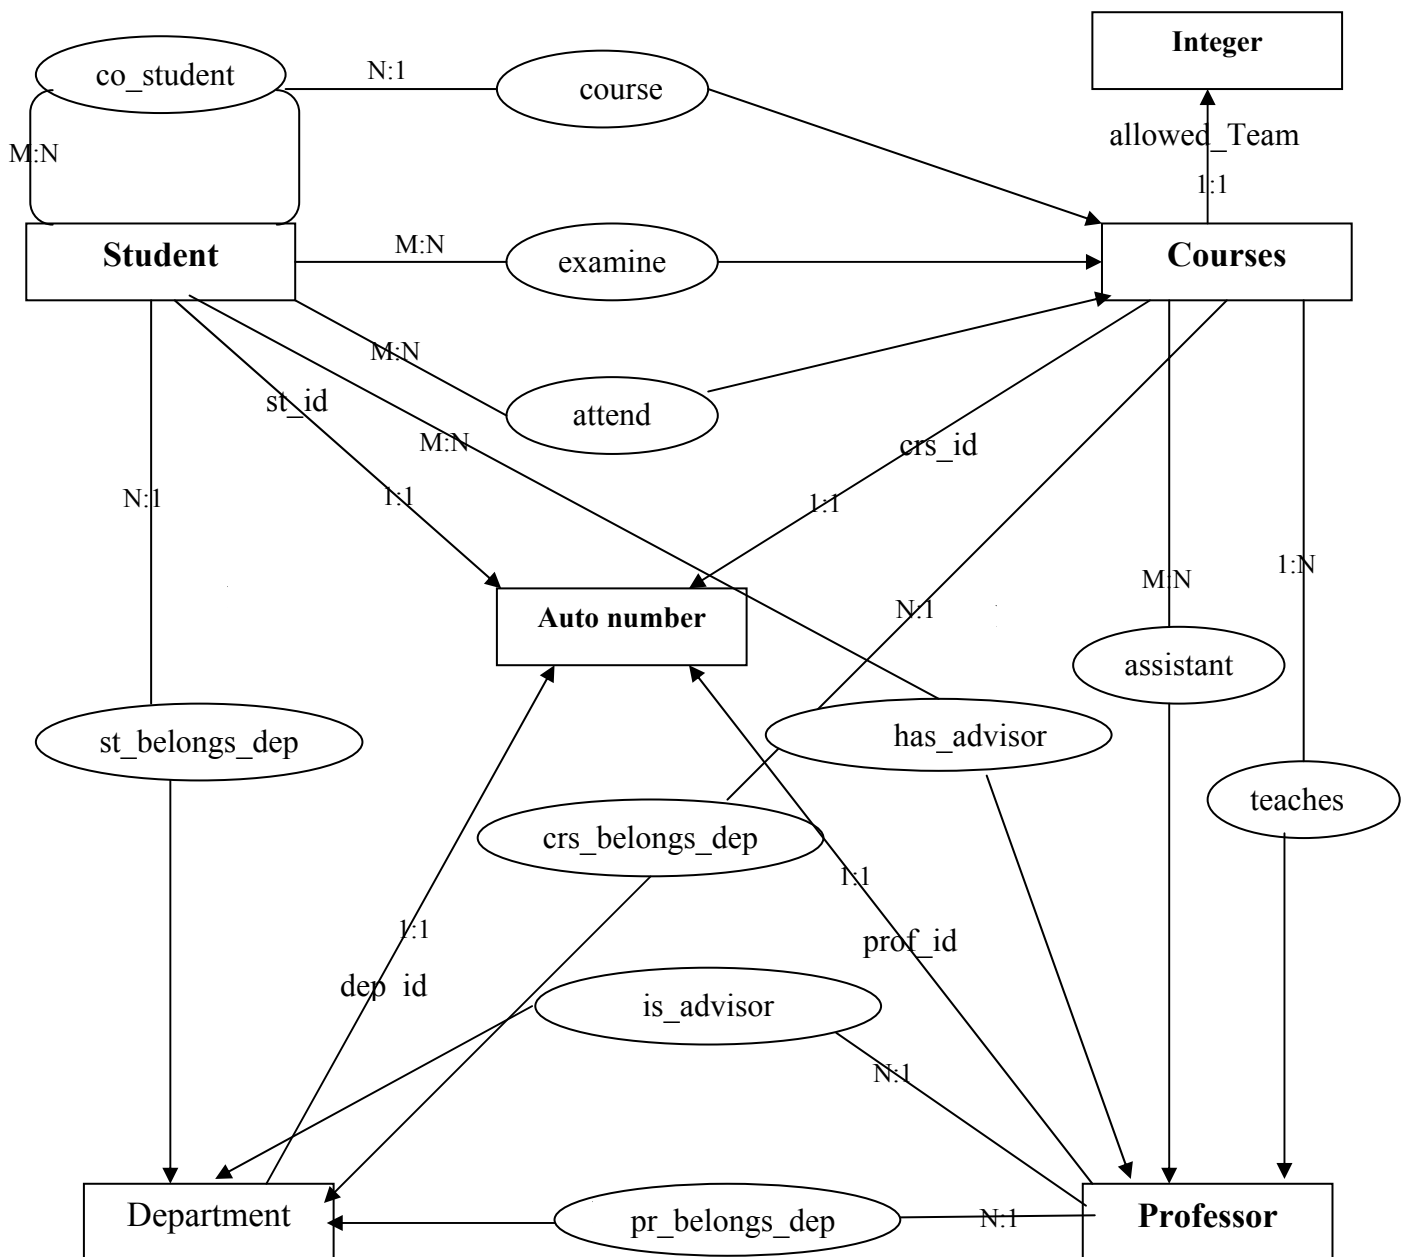 Integer
co_student
N:1
course
allowed_Team
M:N
1:1
Student
M:N
examine
Courses
M:N
st_id
attend
M:N
crs_id
N:1
1:1
1:1
1:N
M:N
Auto number
N:1
assistant
st_belongs_dep
has_advisor
teaches
crs_belongs_dep
1:1
1:1
prof_id
dep_id
is_advisor
N:1
Department
pr_belongs_dep
N:1
Professor